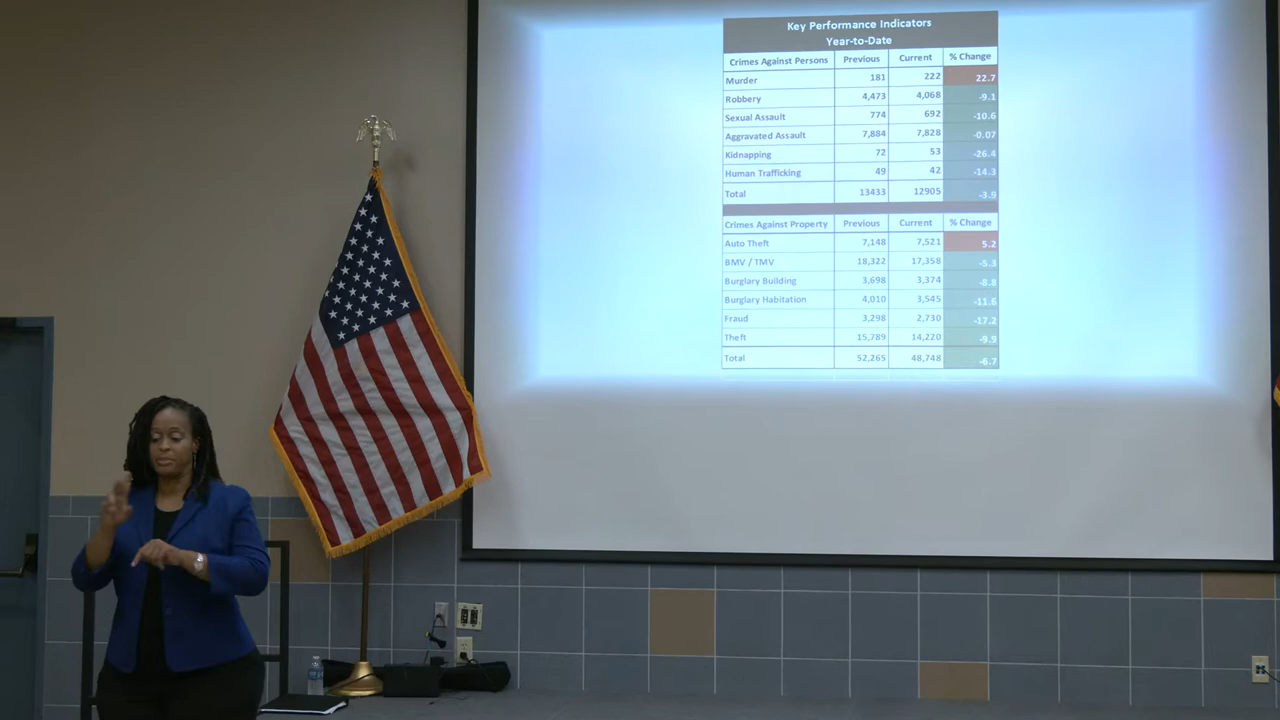 Key Performance Indicators
Year-to-Date
Crimes Against Persons Previous Current % Change
Murder 181 222 22.7
Robbery 4,473 4,068 -9.1
Sexual Assault 774 692 -10.6
Aggravated Assault 7,884 7,828 -0.07
Kidnapping 72 53 -26.4
Human Trafficking 49 42 -14.3
Total 13433 12905 -3.9
Crimes Against Property Previous Current % Change
Auto Theft 7,148 7,521 5.2
BMV / TMV 18,322 17,358 -5.3
Burglary Building 3,698 3,374 -8.8
Burglary Habitation 4,010 3,545 -11.6
Fraud 3,298 2,730 -17.2
Theft 15,789 14,220 -9.9
Total 52,265 48,748 -6.7